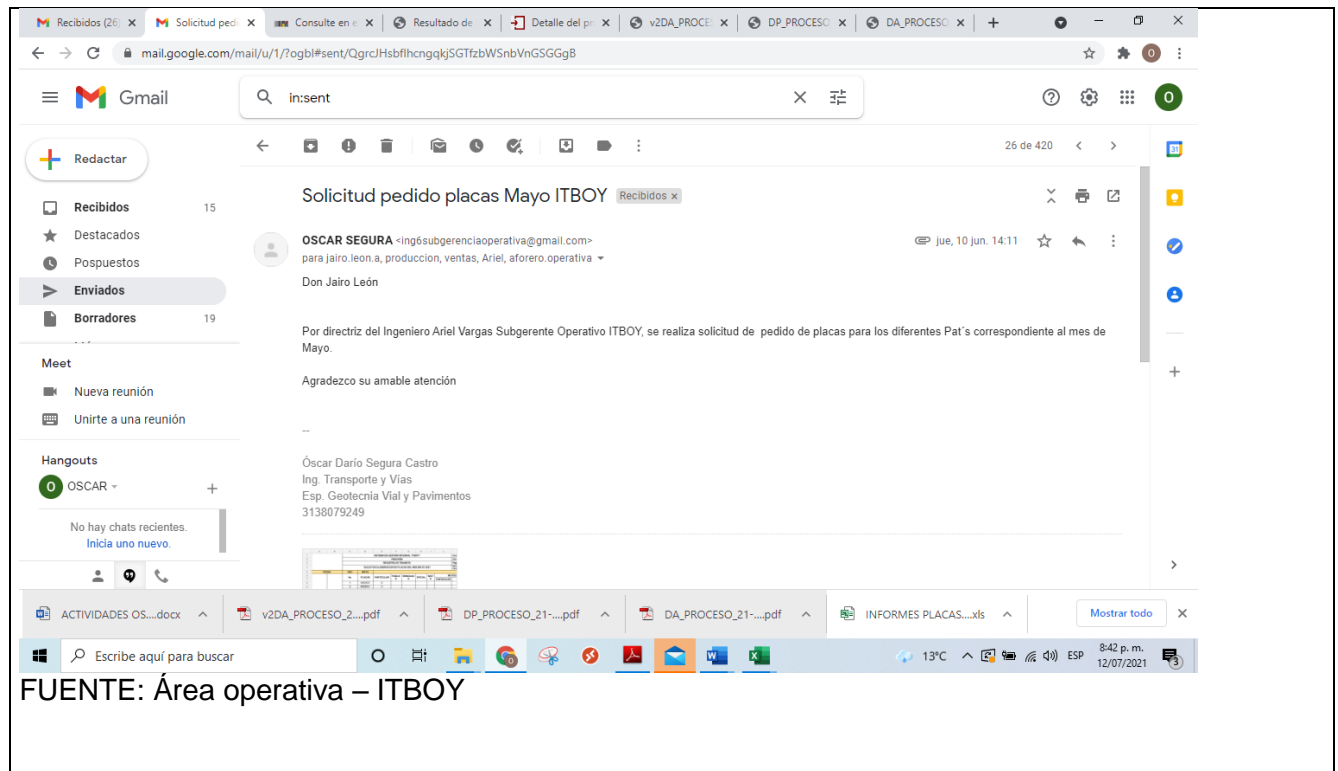 Recibidos (26)
Solicitud ped
Consulte en e
Resultado de
Detalle del pr
v2DA_PROCE
DP_PROCESO
DA_PROCESO
mail.google.com/mail/u/1/?ogbl#sent/QgrcJHsbflhcngqkjSGTfzbWSnbVnGSGGgB
O
Gmail
in:sent
O
Redactar
26 de 420
31
Recibidos 15
Destacados
Pospuestos
Enviados
Borradores 19
Meet
Nueva reunión
Unirte a una reunión
Hangouts
O OSCAR
No hay chats recientes.
Inicia uno nuevo.
Solicitud pedido placas Mayo ITBOY Recibidos x
OSCAR SEGURA <ing6subgerenciaoperativa@gmail.com> jue, 10 jun. 14:11
para jairo.leon.a, produccion, ventas, Ariel, aforero.operativa
Don Jairo León
Por directriz del Ingeniero Ariel Vargas Subgerente Operativo ITBOY, se realiza solicitud de pedido de placas para los diferentes Pat´s correspondiente al mes de
Mayo.
Agradezco su amable atención
--
Óscar Darío Segura Castro
Ing. Transporte y Vías
Esp. Geotecnia Vial y Pavimentos
3138079249
ACTIVIDADES OS....docx
v2DA_PROCESO_2....pdf
DP_PROCESO_21-....pdf
DA_PROCESO_21-....pdf
INFORMES PLACAS....xls
Mostrar todo
Escribe aquí para buscar
13°C
ESP
8:42 p. m.
12/07/2021
3
FUENTE: Área operativa – ITBOY